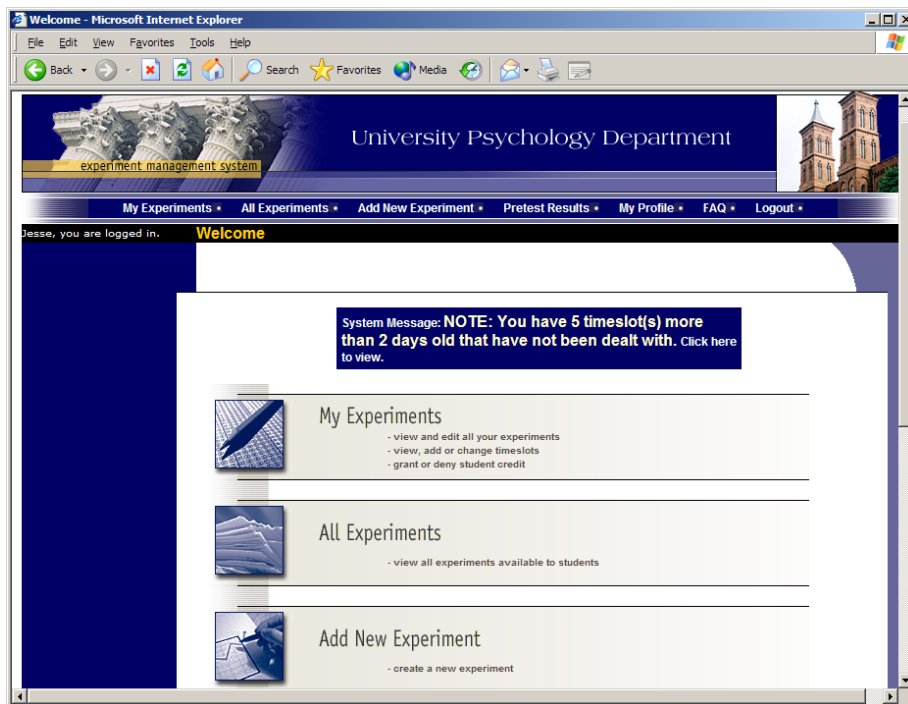 Welcome - Microsoft Internet Explorer
File Edit View Favorites Tools Help
Back Search Favorites Media
University Psychology Department
experiment management system
My Experiments All Experiments Add New Experiment Pretest Results My Profile FAQ Logout
Jesse, you are logged in. Welcome
System Message: NOTE: You have 5 timeslot(s) more
than 2 days old that have not been dealt with. Click here
to view.
My Experiments
- view and edit all your experiments
- view, add or change timeslots
- grant or deny student credit
All Experiments
- view all experiments available to students
Add New Experiment
- create a new experiment